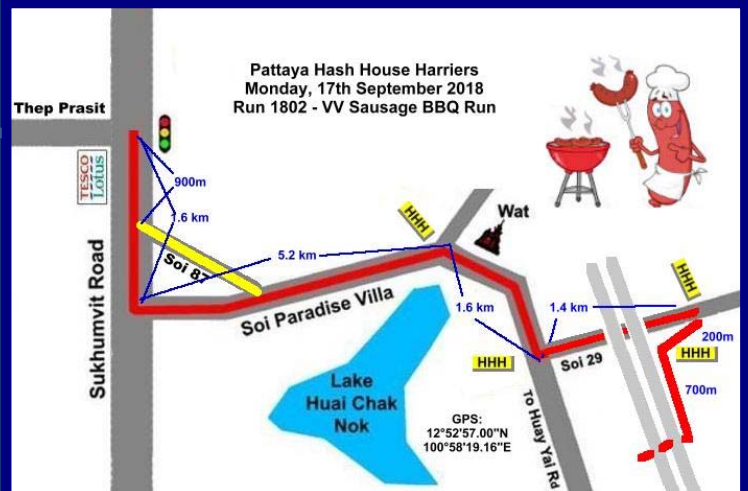 Pattaya Hash House Harriers
Monday, 17th September 2018
Run 1802 - VV Sausage BBQ Run
Thep Prasit
TESCO
Lotus
900m
1.6 km
Soi 87
5.2 km
HHH
Wat
Soi Paradise Villa
Sukhumvit Road
1.6 km
1.4 km
HHH
200m
HHH
HHH
Soi 29
700m
Lake
Huai Chak
Nok
GPS:
12°52'57.00"N
100°58'19.16"E
To Huay Yai Rd